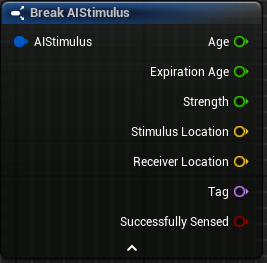 Break AIStimulus
AIStimulus
Age
Expiration Age
Strength
Stimulus Location
Receiver Location
Tag
Successfully Sensed